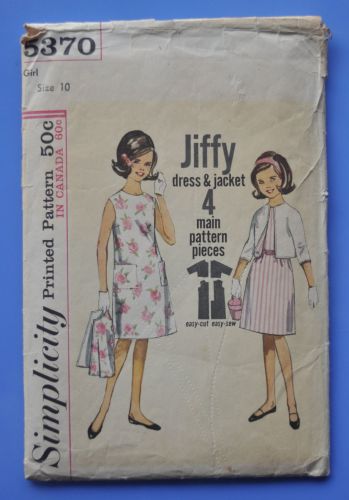 5370
Girl
Size 10
Simplicity
Printed Pattern 50c
IN CANADA 60c
Jiffy
dress & jacket
4
main
pattern
pieces
easy-cut easy-sew